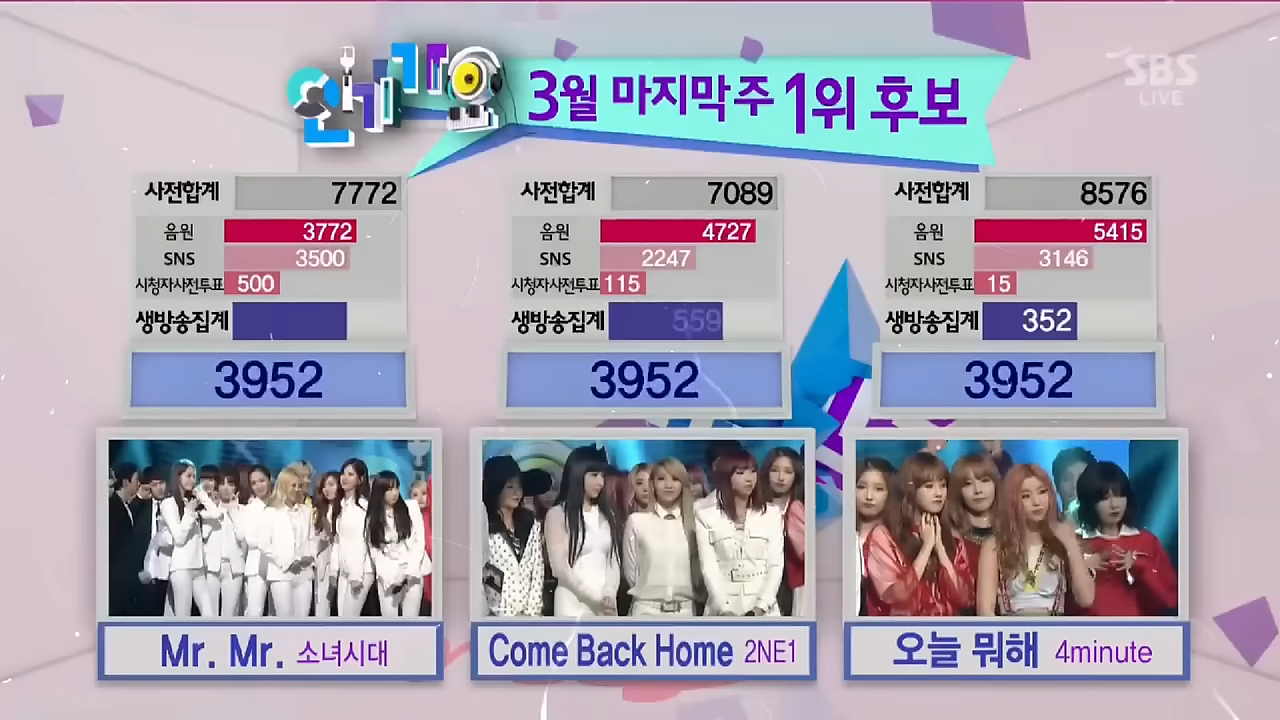 인기가요
3월 마지막주 1위 후보
SBS
LIVE
사전합계 7772
음원 3772
SNS 3500
시청자사전투표 500
생방송집계
3952
Mr. Mr. 소녀시대
사전합계 7089
음원 4727
SNS 2247
시청자사전투표 115
생방송집계 559
3952
Come Back Home 2NE1
사전합계 8576
음원 5415
SNS 3146
시청자사전투표 15
생방송집계 352
3952
오늘 뭐해 4minute